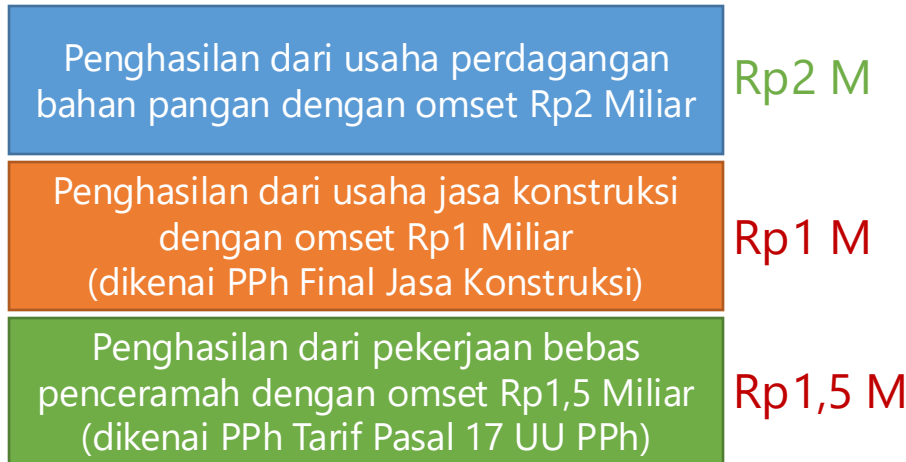 Penghasilan dari usaha perdagangan
bahan pangan dengan omset Rp2 Miliar
Rp2 M
Penghasilan dari usaha jasa konstruksi
dengan omset Rp1 Miliar
(dikenai PPh Final Jasa Konstruksi)
Rp1 M
Penghasilan dari pekerjaan bebas
penceramah dengan omset Rp1,5 Miliar
(dikenai PPh Tarif Pasal 17 UU PPh)
Rp1,5 M